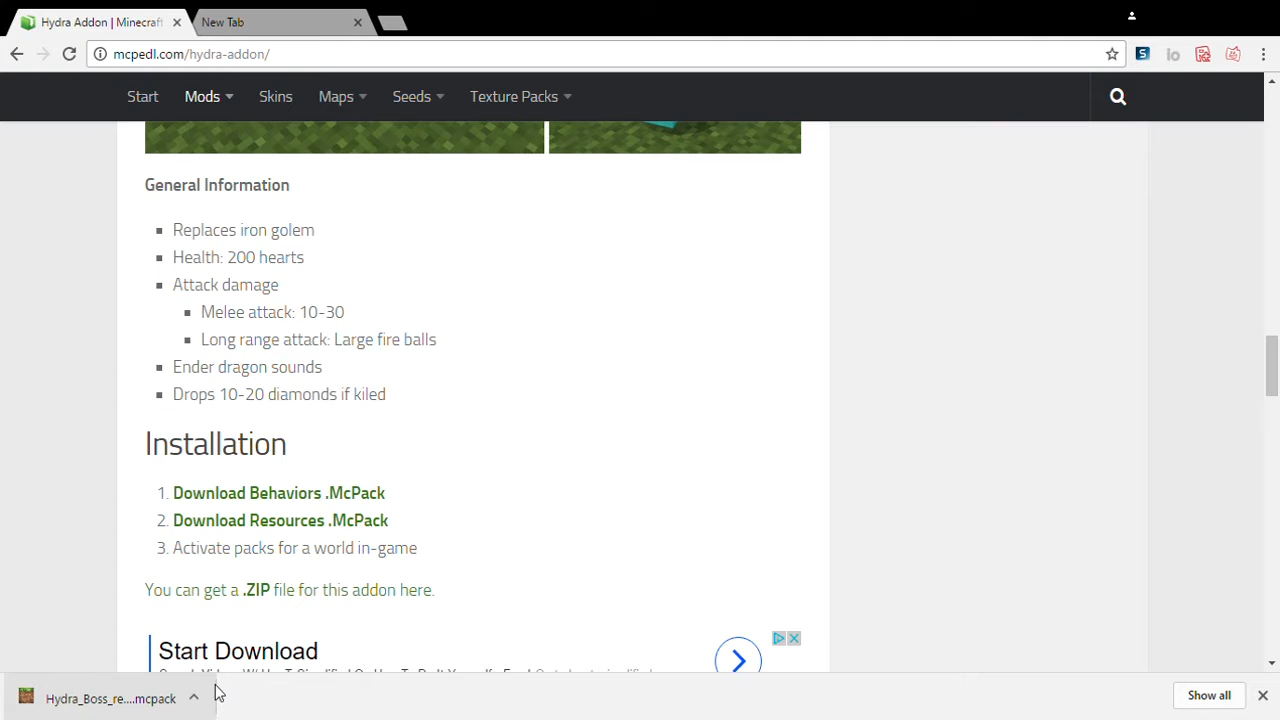 Hydra Addon | Minecraft
New Tab
mcpedl.com/hydra-addon/
Start
Mods
Skins
Maps
Seeds
Texture Packs
General Information
Replaces iron golem
Health: 200 hearts
Attack damage
Melee attack: 10-30
Long range attack: Large fire balls
Ender dragon sounds
Drops 10-20 diamonds if kiled
Installation
1. Download Behaviors .McPack
2. Download Resources .McPack
3. Activate packs for a world in-game
You can get a .ZIP file for this addon here.
Start Download
Hydra_Boss_re....mcpack
Show all